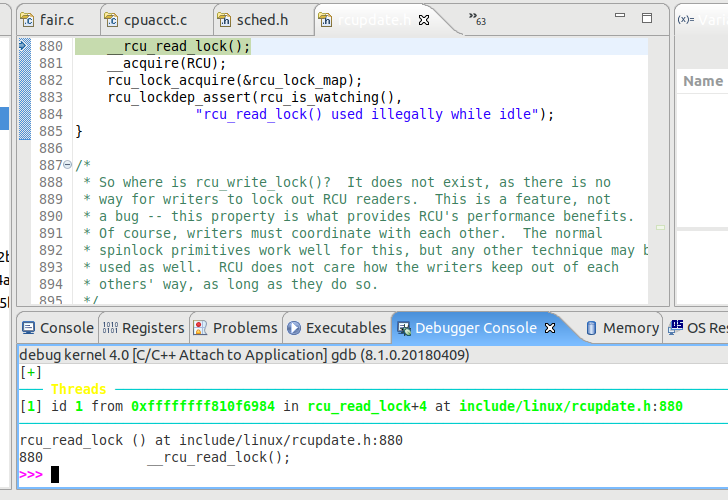 fair.c cpuacct.c sched.h rcupdate.h »63 (x)= Vari
880     __rcu_read_lock();
881     __acquire(RCU);
882     rcu_lock_acquire(&rcu_lock_map);
883     rcu_lockdep_assert(rcu_is_watching(),
884                "rcu_read_lock() used illegally while idle");
885 }
886
887 /*
888  * So where is rcu_write_lock()?  It does not exist, as there is no
889  * way for writers to lock out RCU readers.  This is a feature, not
890  * a bug -- this property is what provides RCU's performance benefits.
891  * Of course, writers must coordinate with each other.  The normal
892  * spinlock primitives work well for this, but any other technique may b
893  * used as well.  RCU does not care how the writers keep out of each
894  * others' way, as long as they do so.
895  */
Name
2b
4a
5l
Console Registers Problems Executables Debugger Console Memory OS Res
debug kernel 4.0 [C/C++ Attach to Application] gdb (8.1.0.20180409)
[+]
Threads
[1] id 1 from 0xffffffff810f6984 in rcu_read_lock+4 at include/linux/rcupdate.h:880
rcu_read_lock () at include/linux/rcupdate.h:880
880             __rcu_read_lock();
>>>